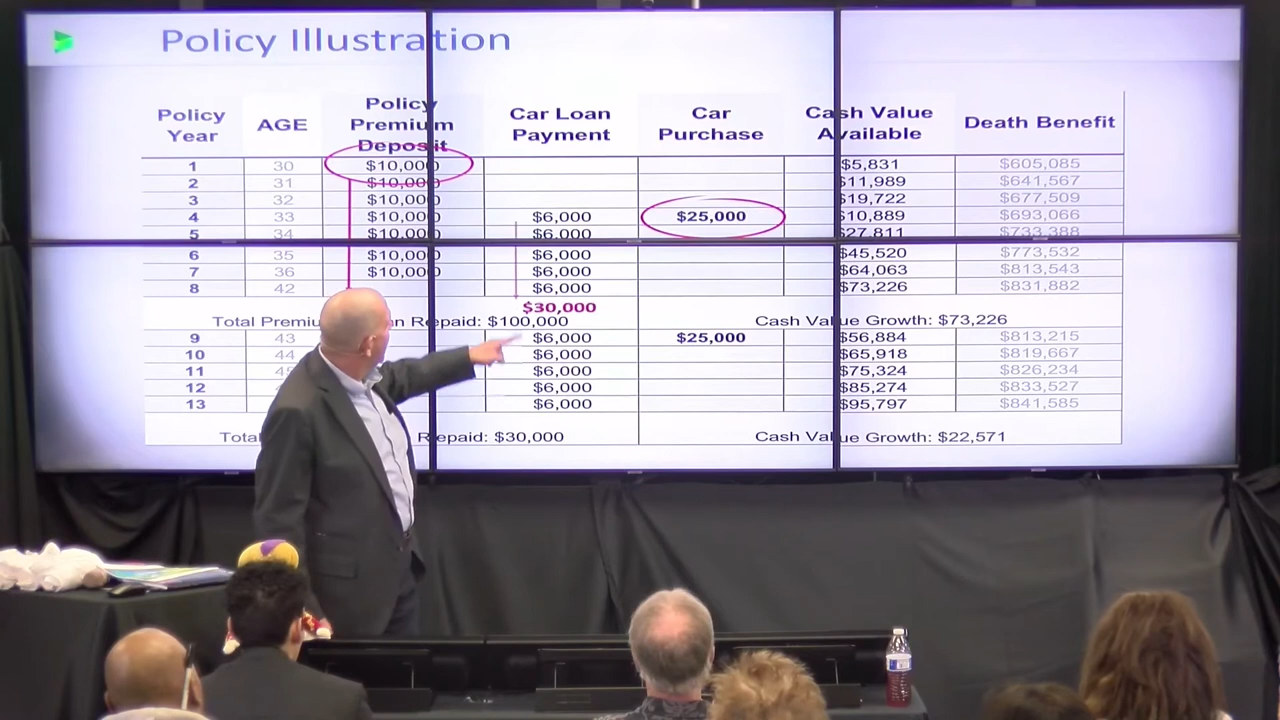 Policy Illustration
Policy Year AGE Policy Premium Deposit Car Loan Payment Car Purchase Cash Value Available Death Benefit
1 30 $10,000 $5,831 $605,085
2 31 $10,000 $11,989 $641,567
3 32 $10,000 $19,722 $677,509
4 33 $10,000 $6,000 $25,000 $10,889 $693,066
5 34 $10,000 $6,000 $27,811 $733,388
6 35 $10,000 $6,000 $45,520 $773,532
7 36 $10,000 $6,000 $64,063 $813,543
8 42 $6,000 $73,226 $831,882
$30,000
Total Repaid: $100,000 Cash Value Growth: $73,226
9 43 $6,000 $25,000 $56,884 $813,215
10 44 $6,000 $65,918 $819,667
11 $6,000 $75,324 $826,234
12 $6,000 $85,274 $833,527
13 $6,000 $95,797 $841,585
Repaid: $30,000 Cash Value Growth: $22,571